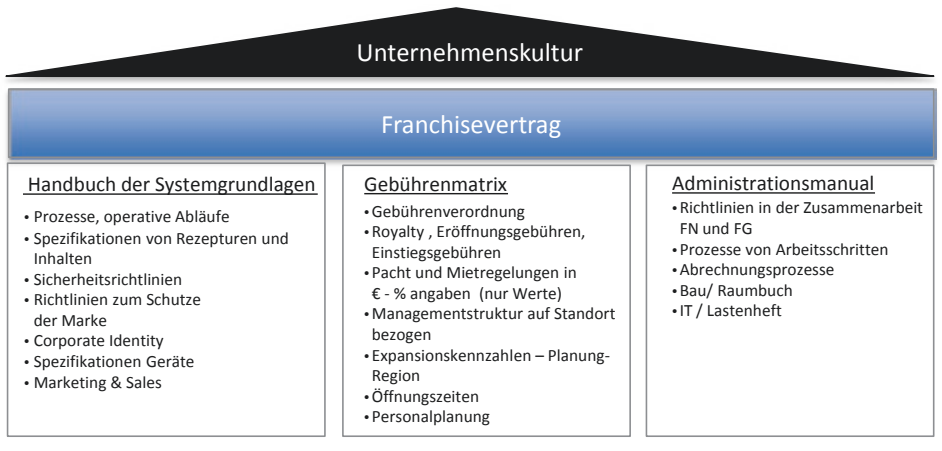 Unternehmenskultur
Franchisevertrag
Handbuch der Systemgrundlagen
• Prozesse, operative Abläufe
• Spezifikationen von Rezepturen und
Inhalten
• Sicherheitsrichtlinien
• Richtlinien zum Schutze
der Marke
• Corporate Identity
• Spezifikationen Geräte
• Marketing & Sales
Gebührenmatrix
• Gebührenverordnung
• Royalty , Eröffnungsgebühren,
Einstiegsgebühren
• Pacht und Mietregelungen in
€ - % angaben (nur Werte)
• Managementstruktur auf Standort
bezogen
• Expansionskennzahlen – Planung-
Region
• Öffnungszeiten
• Personalplanung
Administrationsmanual
• Richtlinien in der Zusammenarbeit
FN und FG
• Prozesse von Arbeitsschritten
• Abrechnungsprozesse
• Bau/ Raumbuch
• IT / Lastenheft